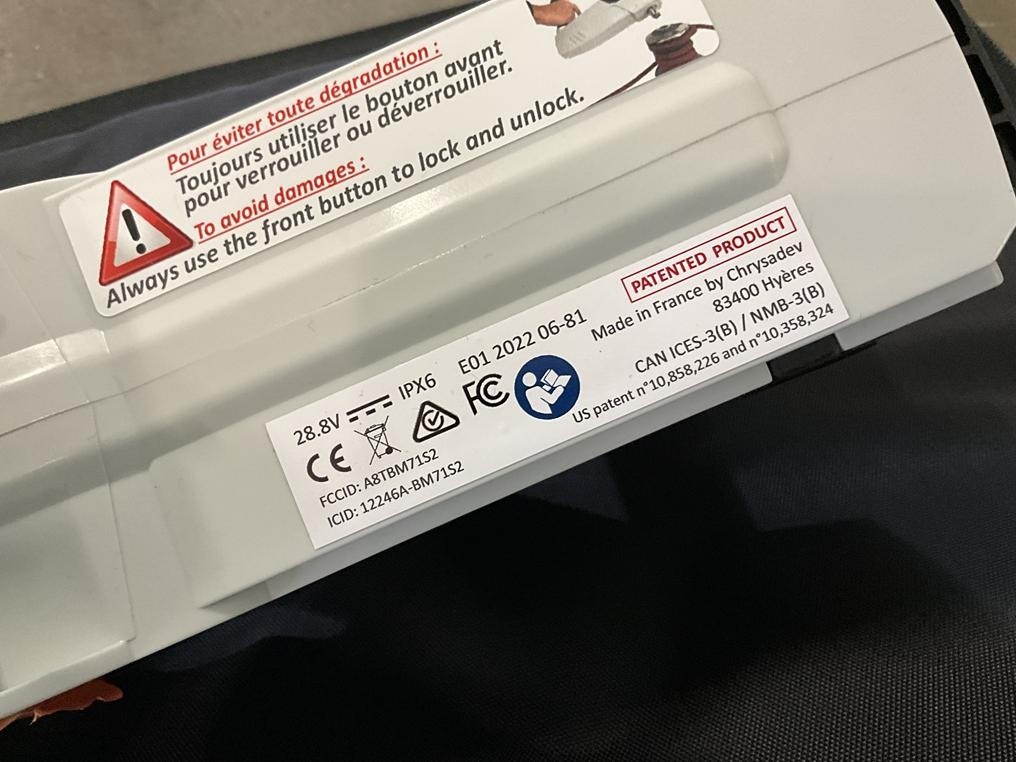 Pour éviter toute dégradation :
Toujours utiliser le bouton avant
pour verrouiller ou déverrouiller.
To avoid damages :
Always use the front button to lock and unlock.
PATENTED PRODUCT
Made in France by Chrysadev
83400 Hyères
CAN ICES-3(B) / NMB-3(B)
US patent n°10,858,226 and n°10,358,324
28.8V IPX6 E01 2022 06-81
CE FC
FCCID: A8TBM71S2
ICID: 12246A-BM71S2